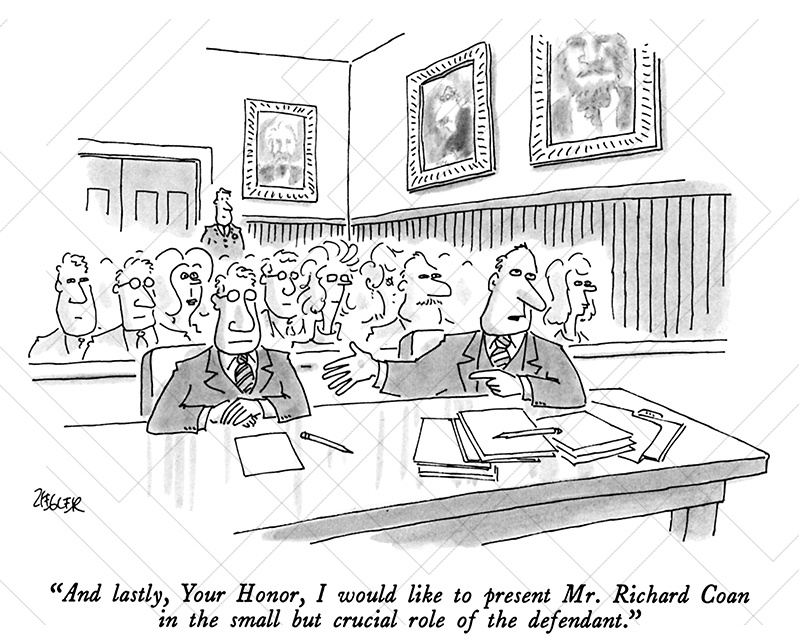 ZIEGLER
“And lastly, Your Honor, I would like to present Mr. Richard Coan
in the small but crucial role of the defendant.”